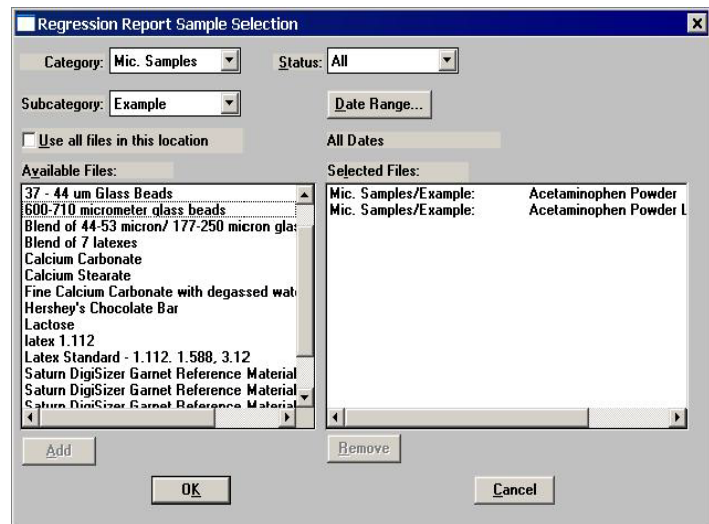 Regression Report Sample Selection
Category: Mic. Samples Status: All
Subcategory: Example Date Range...
Use all files in this location All Dates
Available Files:
37 - 44 um Glass Beads
600-710 micrometer glass beads
Blend of 44-53 micron/ 177-250 micron glas
Blend of 7 latexes
Calcium Carbonate
Calcium Stearate
Fine Calcium Carbonate with degassed wat
Hershey's Chocolate Bar
Lactose
latex 1.112
Latex Standard - 1.112. 1.588, 3.12
Saturn DigiSizer Garnet Reference Material
Saturn DigiSizer Garnet Reference Material
Saturn DigiSizer Garnet Reference Material
Add
Selected Files:
Mic. Samples/Example: Acetaminophen Powder
Mic. Samples/Example: Acetaminophen Powder L
Remove
OK Cancel